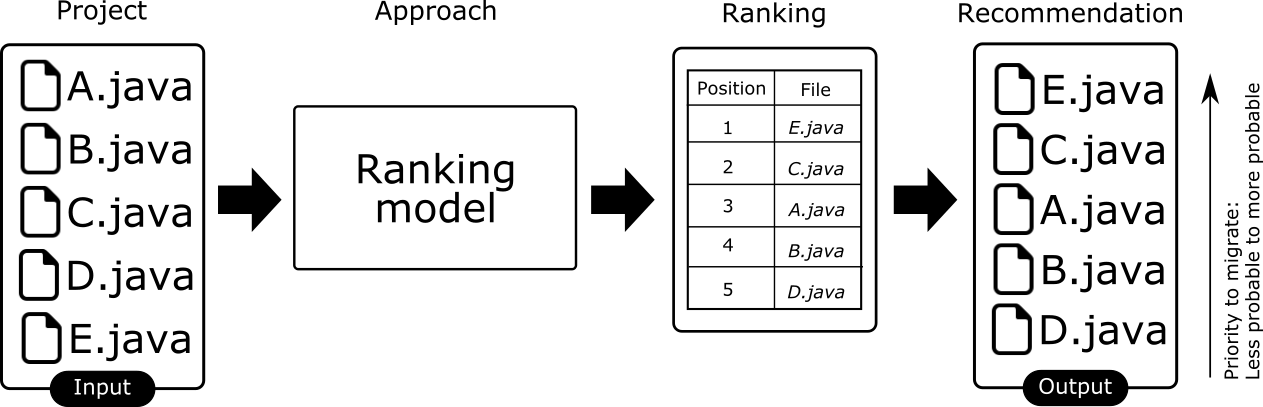 Project
Approach
Ranking
Recommendation
A.java
B.java
C.java
D.java
E.java
Input
Ranking
model
Position File
1 E.java
2 C.java
3 A.java
4 B.java
5 D.java
E.java
C.java
A.java
B.java
D.java
Output
Priority to migrate:
Less probable to more probable